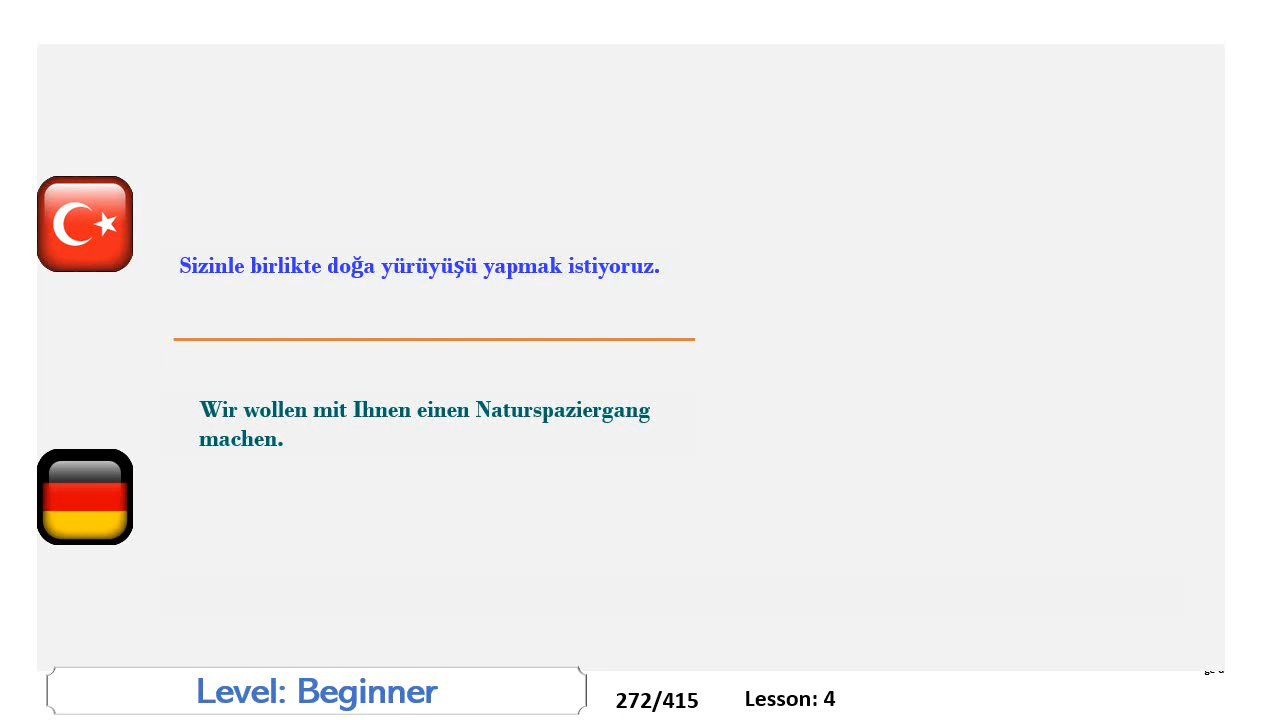 Sizinle birlikte doğa yürüyüşü yapmak istiyoruz.
Wir wollen mit Ihnen einen Naturspaziergang
machen.
Level: Beginner
272/415
Lesson: 4